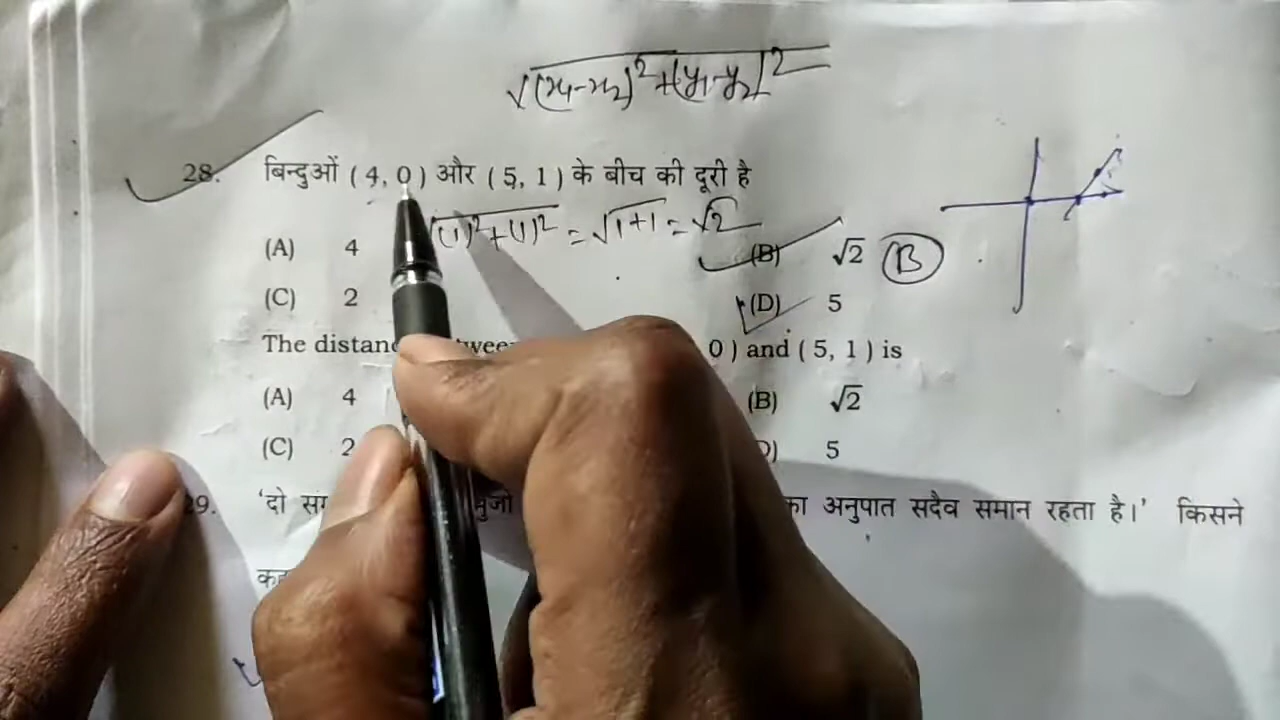 √(x₁-x₂)²+(y₁-y₂)²
28. बिन्दुओं ( 4, 0 ) और ( 5, 1 ) के बीच की दूरी है
√(1)²+(1)² = √1+1 = √2
(A) 4 (B) √2 (B)
(C) 2 (D) 5
The 0 ) and ( 5, 1 ) is
(A) 4 (B) √2
(C) 2 5
29. ‘दो का अनुपात सदैव समान रहता है।’ किसने